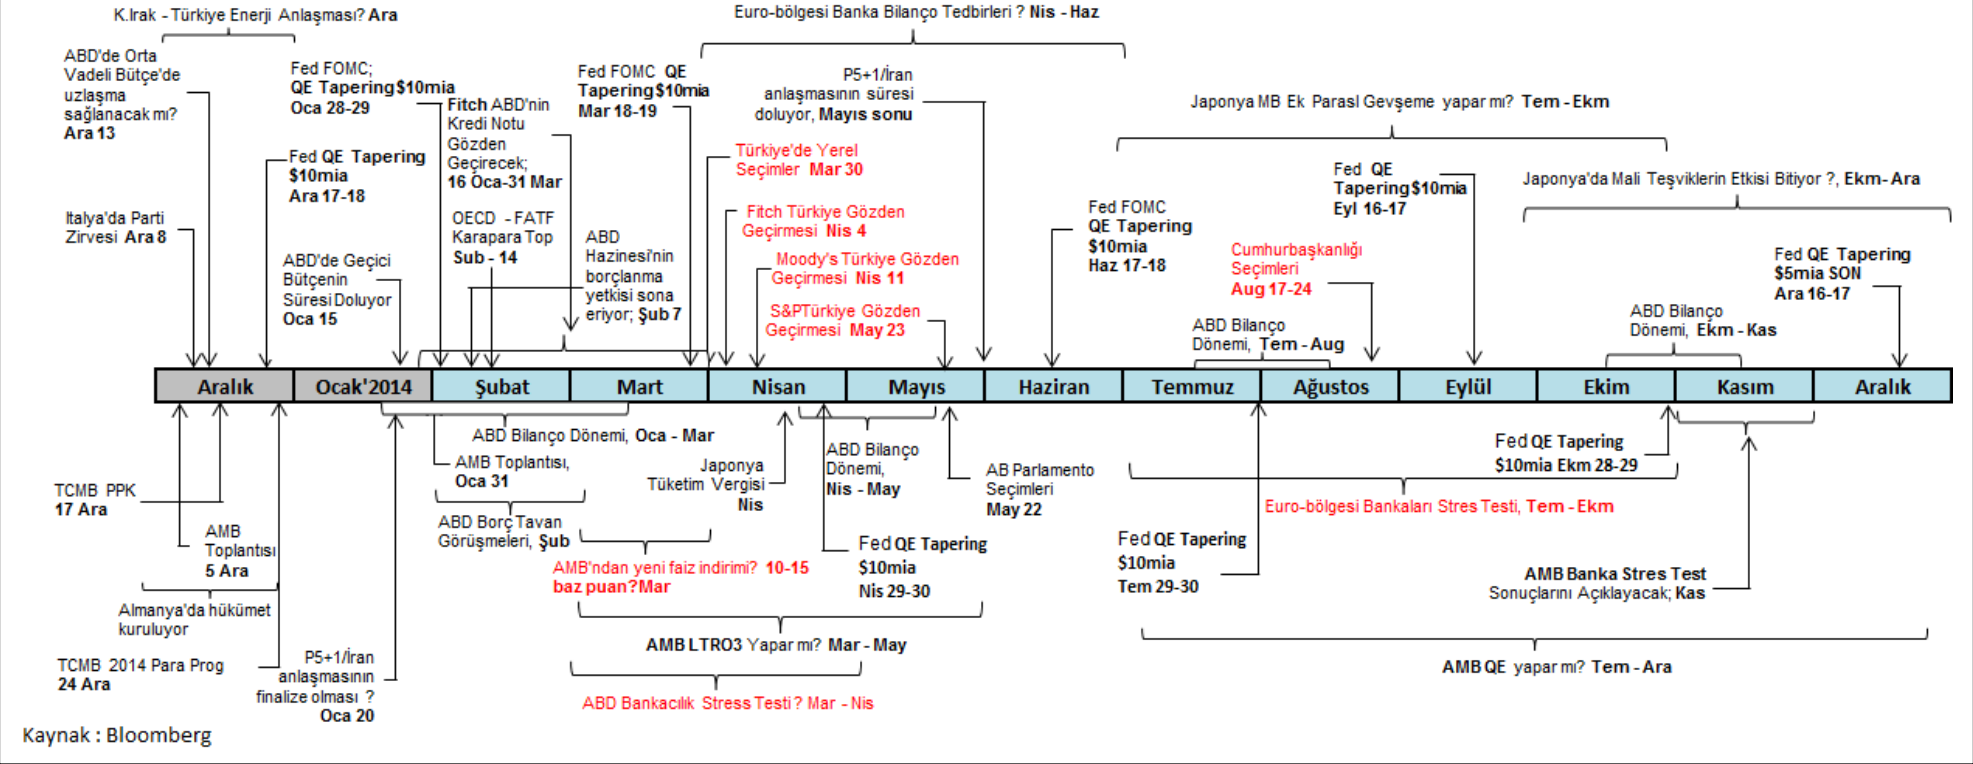 K.Irak - Türkiye Enerji Anlaşması? Ara
Euro-bölgesi Banka Bilanço Tedbirleri ? Nis - Haz
ABD'de Orta
Vadeli Bütçe'de
uzlaşma
sağlanacak mı?
Ara 13
Fed FOMC;
QE Tapering $10mia
Oca 28-29
Fitch ABD'nin
Kredi Notu
Gözden
Geçirecek;
16 Oca-31 Mar
Fed FOMC QE
Tapering $10mia
Mar 18-19
P5+1/İran
anlaşmasının süresi
doluyor, Mayıs sonu
Japonya MB Ek Parasl Gevşeme yapar mı? Tem - Ekm
Fed QE Tapering
$10mia
Ara 17-18
Türkiye'de Yerel
Seçimler Mar 30
Fed QE
Tapering $10mia
Eyl 16-17
Japonya'da Mali Teşviklerin Etkisi Bitiyor ?, Ekm- Ara
Italya'da Parti
Zirvesi Ara 8
OECD - FATF
Karapara Top
Sub - 14
ABD
Hazinesi'nin
borçlanma
yetkisi sona
eriyor; Şub 7
Fitch Türkiye Gözden
Geçirmesi Nis 4
Fed FOMC
QE Tapering
$10mia
Haz 17-18
ABD'de Geçici
Bütçenin
Süresi Doluyor
Oca 15
Moody's Türkiye Gözden
Geçirmesi Nis 11
Cumhurbaşkanlığı
Seçimleri
Aug 17-24
Fed QE Tapering
$5mia SON
Ara 16-17
S&PTürkiye Gözden
Geçirmesi May 23
ABD Bilanço
Dönemi, Tem - Aug
ABD Bilanço
Dönemi, Ekm - Kas
Aralık Ocak'2014 Şubat Mart Nisan Mayıs Haziran Temmuz Ağustos Eylül Ekim Kasım Aralık
ABD Bilanço Dönemi, Oca - Mar
AMB Toplantısı,
Oca 31
Japonya
Tüketim Vergisi
Nis
ABD Bilanço
Dönemi,
Nis - May
AB Parlamento
Seçimleri
May 22
Fed QE Tapering
$10mia Ekm 28-29
TCMB PPK
17 Ara
Euro-bölgesi Bankaları Stres Testi, Tem - Ekm
AMB
Toplantısı
5 Ara
ABD Borç Tavan
Görüşmeleri, Şub
Fed QE Tapering
$10mia
Nis 29-30
Fed QE Tapering
$10mia
Tem 29-30
AMB'ndan yeni faiz indirimi? 10-15
baz puan?Mar
AMB Banka Stres Test
Sonuçlarını Açıklayacak; Kas
Almanya'da hükümet
kuruluyor
AMB LTRO3 Yapar mı? Mar - May
TCMB 2014 Para Prog
24 Ara
P5+1/İran
anlaşmasının
finalize olması ?
Oca 20
AMB QE yapar mı? Tem - Ara
ABD Bankacılık Stress Testi ? Mar - Nis
Kaynak : Bloomberg